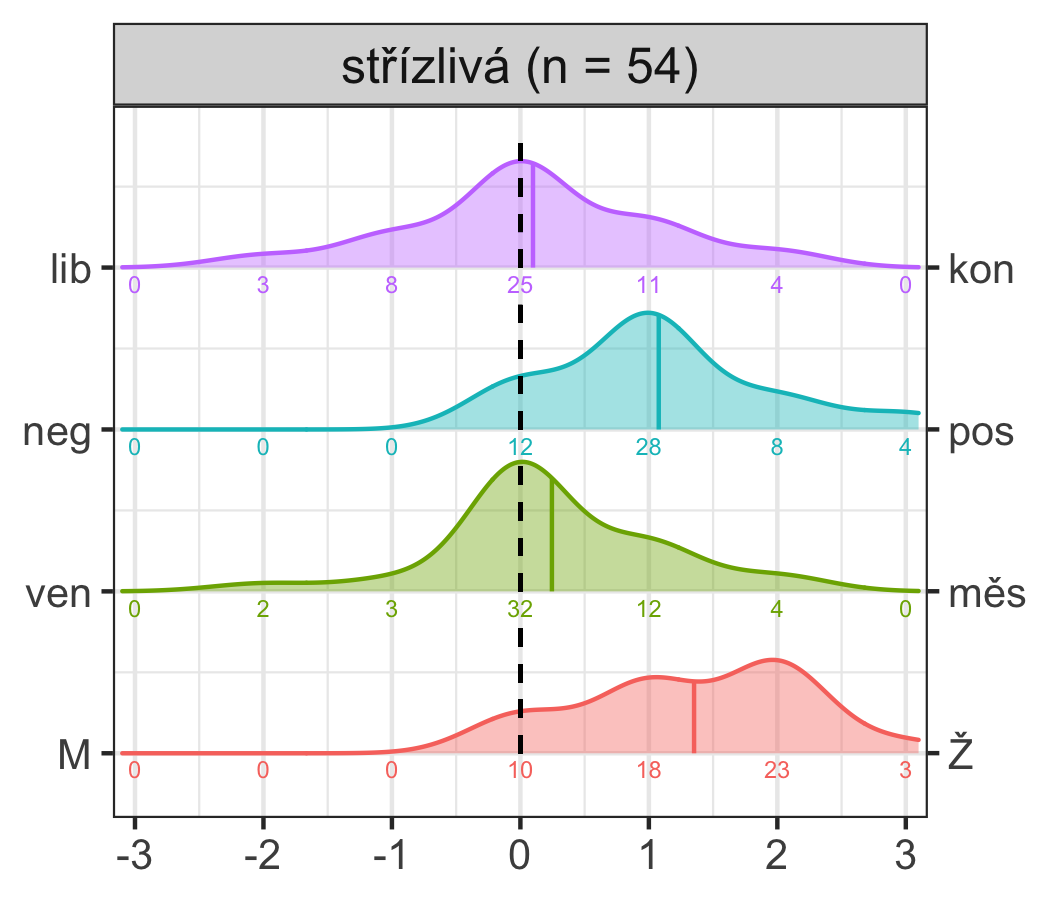 střízlivá (n = 54)
lib kon
0 3 8 25 11 4 0
neg pos
0 0 0 12 28 8 4
ven měs
0 2 3 32 12 4 0
M Ž
0 0 0 10 18 23 3
-3 -2 -1 0 1 2 3